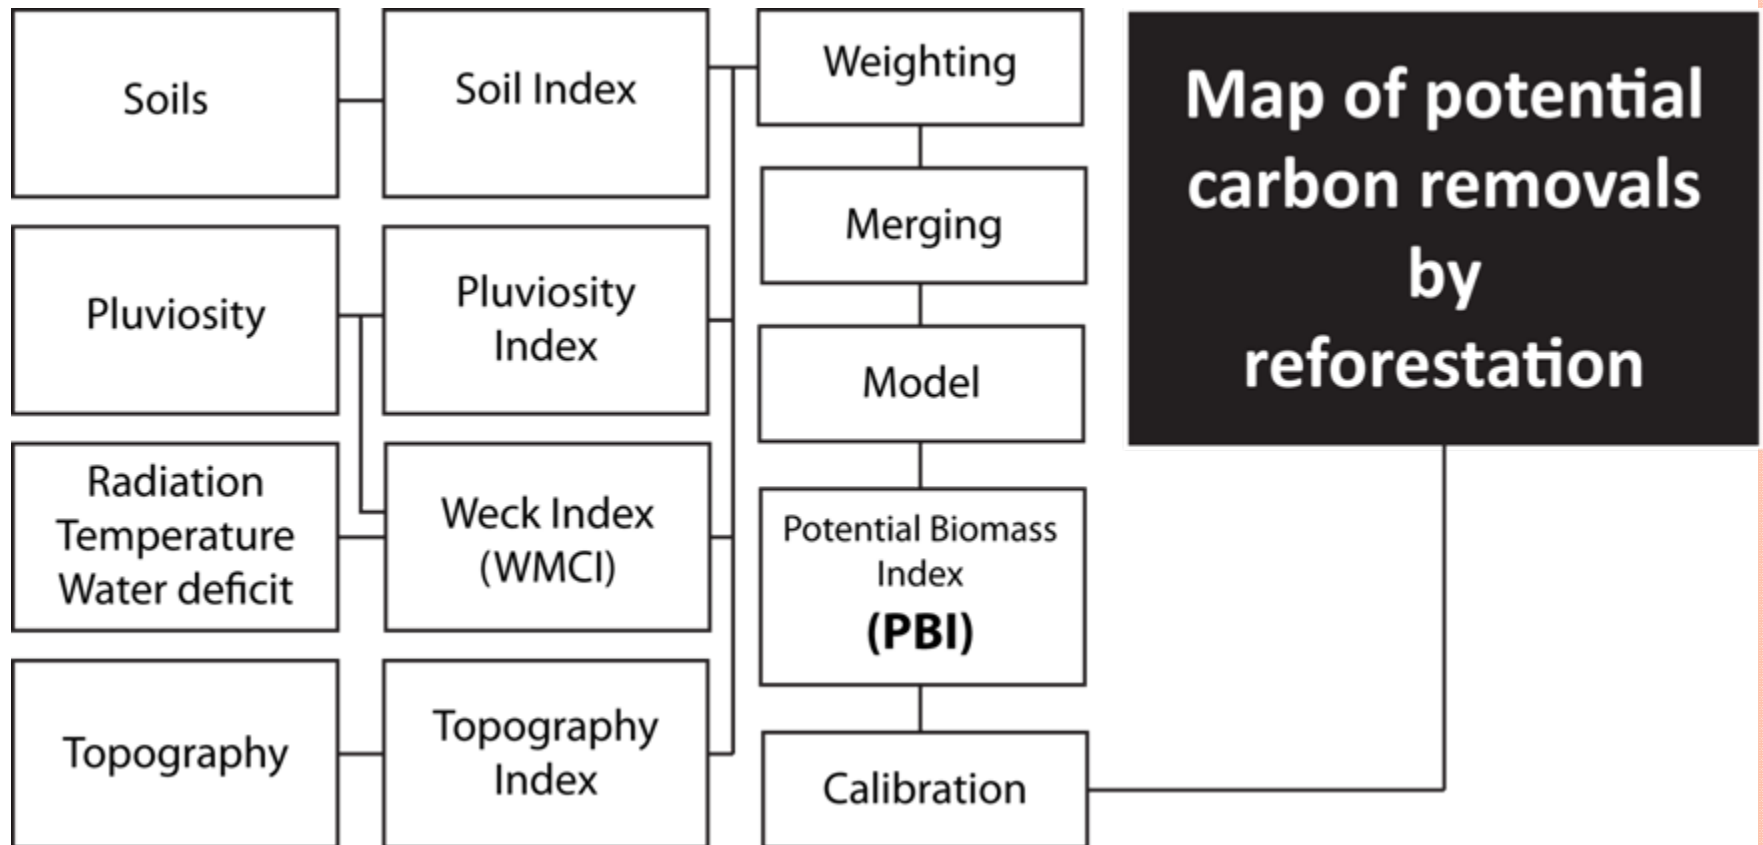 Soils
Soil Index
Pluviosity
Pluviosity
Index
Radiation
Temperature
Water deficit
Weck Index
(WMCI)
Topography
Topography
Index
Weighting
Merging
Model
Potential Biomass
Index
(PBI)
Calibration
Map of potential
carbon removals
by
reforestation